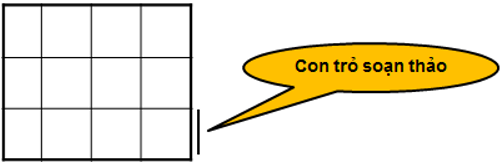 Con trỏ soạn thảo